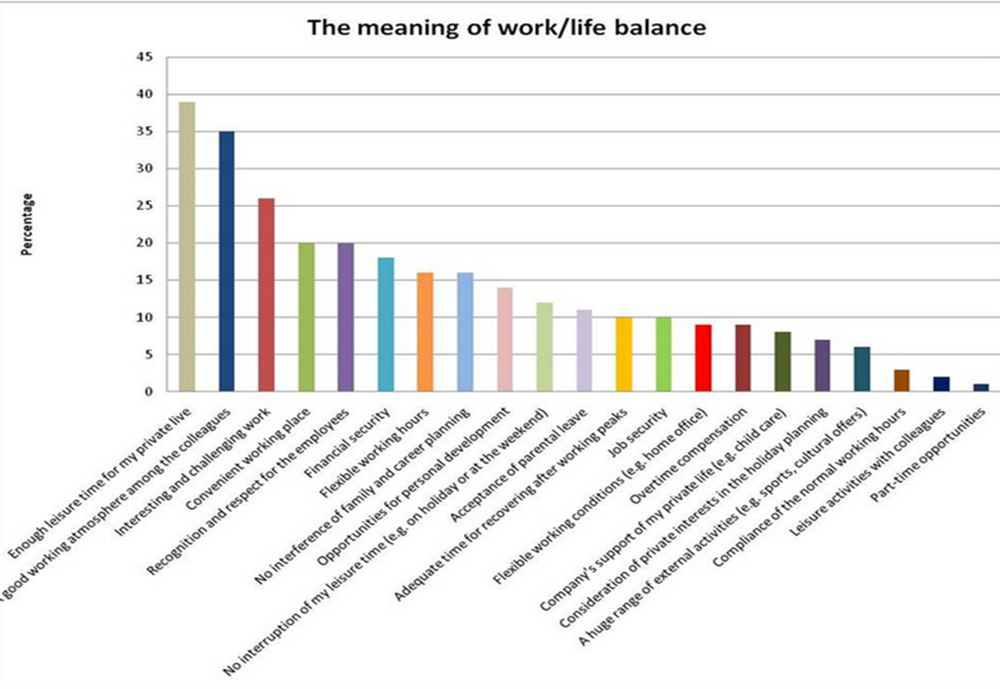 The meaning of work/life balance
Percentage
45
40
35
30
25
20
15
10
5
0
Enough leisure time for my private live
good working atmosphere among the colleagues
Interesting and challenging work
Convenient working place
Recognition and respect for the employees
Financial security
Flexible working hours
No interference of family and career planning
Opportunities for personal development
No interruption of my leisure time (e.g. on holiday or at the weekend)
Acceptance of parental leave
Adequate time for recovering after working peaks
Job security
Flexible working conditions (e.g. home office)
Overtime compensation
Company's support of my private life (e.g. child care)
Consideration of private interests in the holiday planning
A huge range of external activities (e.g. sports, cultural offers)
Compliance of the normal working hours
Leisure activities with colleagues
Part-time opportunities